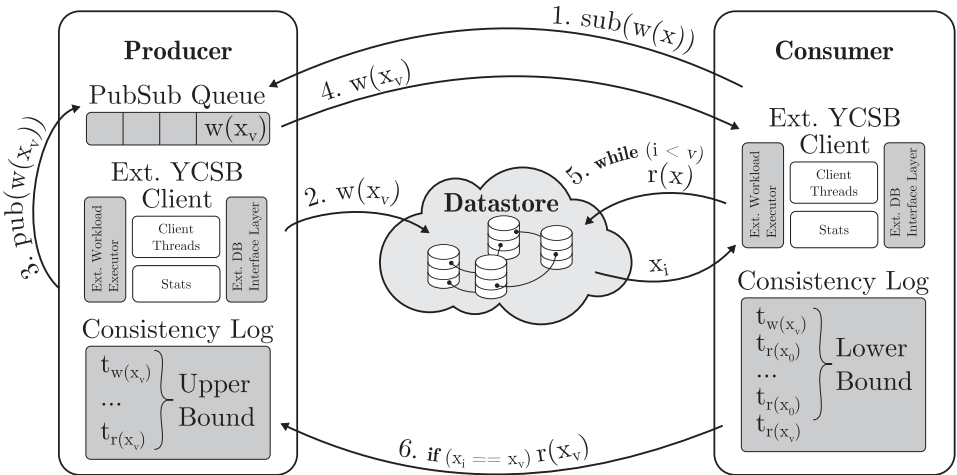 Producer
PubSub Queue
w(x_v)
Ext. YCSB
Client
Ext. Workload
Executor
Client
Threads
Stats
Ext. DB
Interface Layer
Consistency Log
t_w(x_v)
...
t_r(x_v)
Upper
Bound
3. pub(w(x_v))
1. sub(w(x))
4. w(x_v)
2. w(x_v)
Datastore
5. while (i < v)
r(x)
x_i
6. if (x_i == x_v) r(x_v)
Consumer
Ext. YCSB
Client
Ext. Workload
Executor
Client
Threads
Stats
Ext. DB
Interface Layer
Consistency Log
t_w(x_v)
t_r(x_0)
...
t_r(x_0)
t_r(x_v)
Lower
Bound